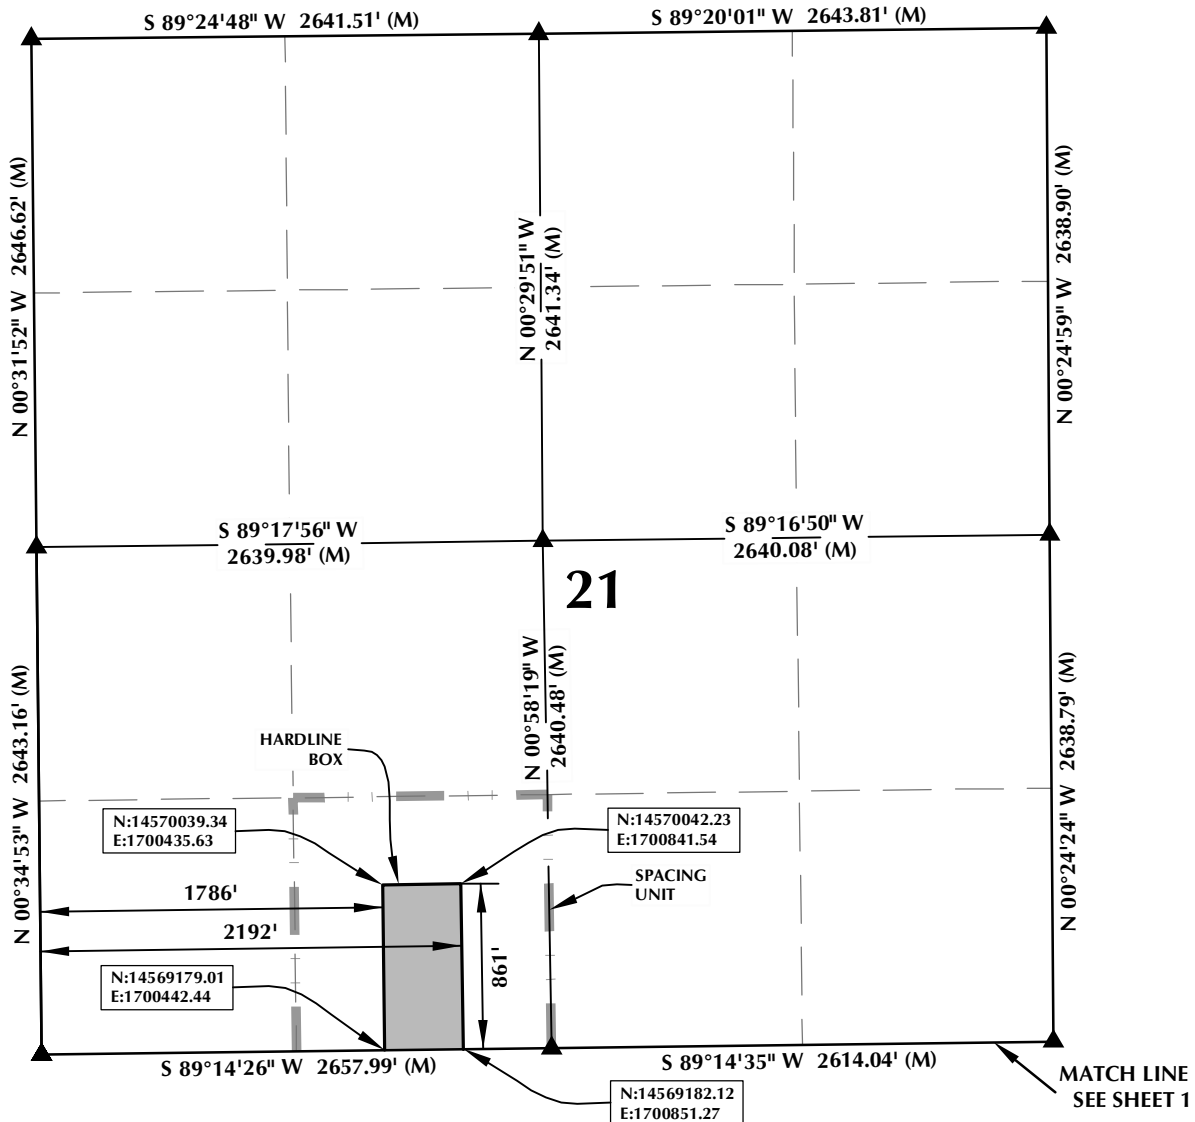 S 89°24'48" W 2641.51' (M)
S 89°20'01" W 2643.81' (M)
N 00°31'52" W 2646.62' (M)
N 00°29'51" W
2641.34' (M)
N 00°24'59" W 2638.90' (M)
S 89°17'56" W
2639.98' (M)
S 89°16'50" W
2640.08' (M)
21
N 00°34'53" W 2643.16' (M)
N 00°58'19" W
2640.48' (M)
N 00°24'24" W 2638.79' (M)
HARDLINE
BOX
N:14570039.34
E:1700435.63
N:14570042.23
E:1700841.54
SPACING
UNIT
1786'
2192'
861'
N:14569179.01
E:1700442.44
S 89°14'26" W 2657.99' (M)
S 89°14'35" W 2614.04' (M)
N:14569182.12
E:1700851.27
MATCH LINE
SEE SHEET 1